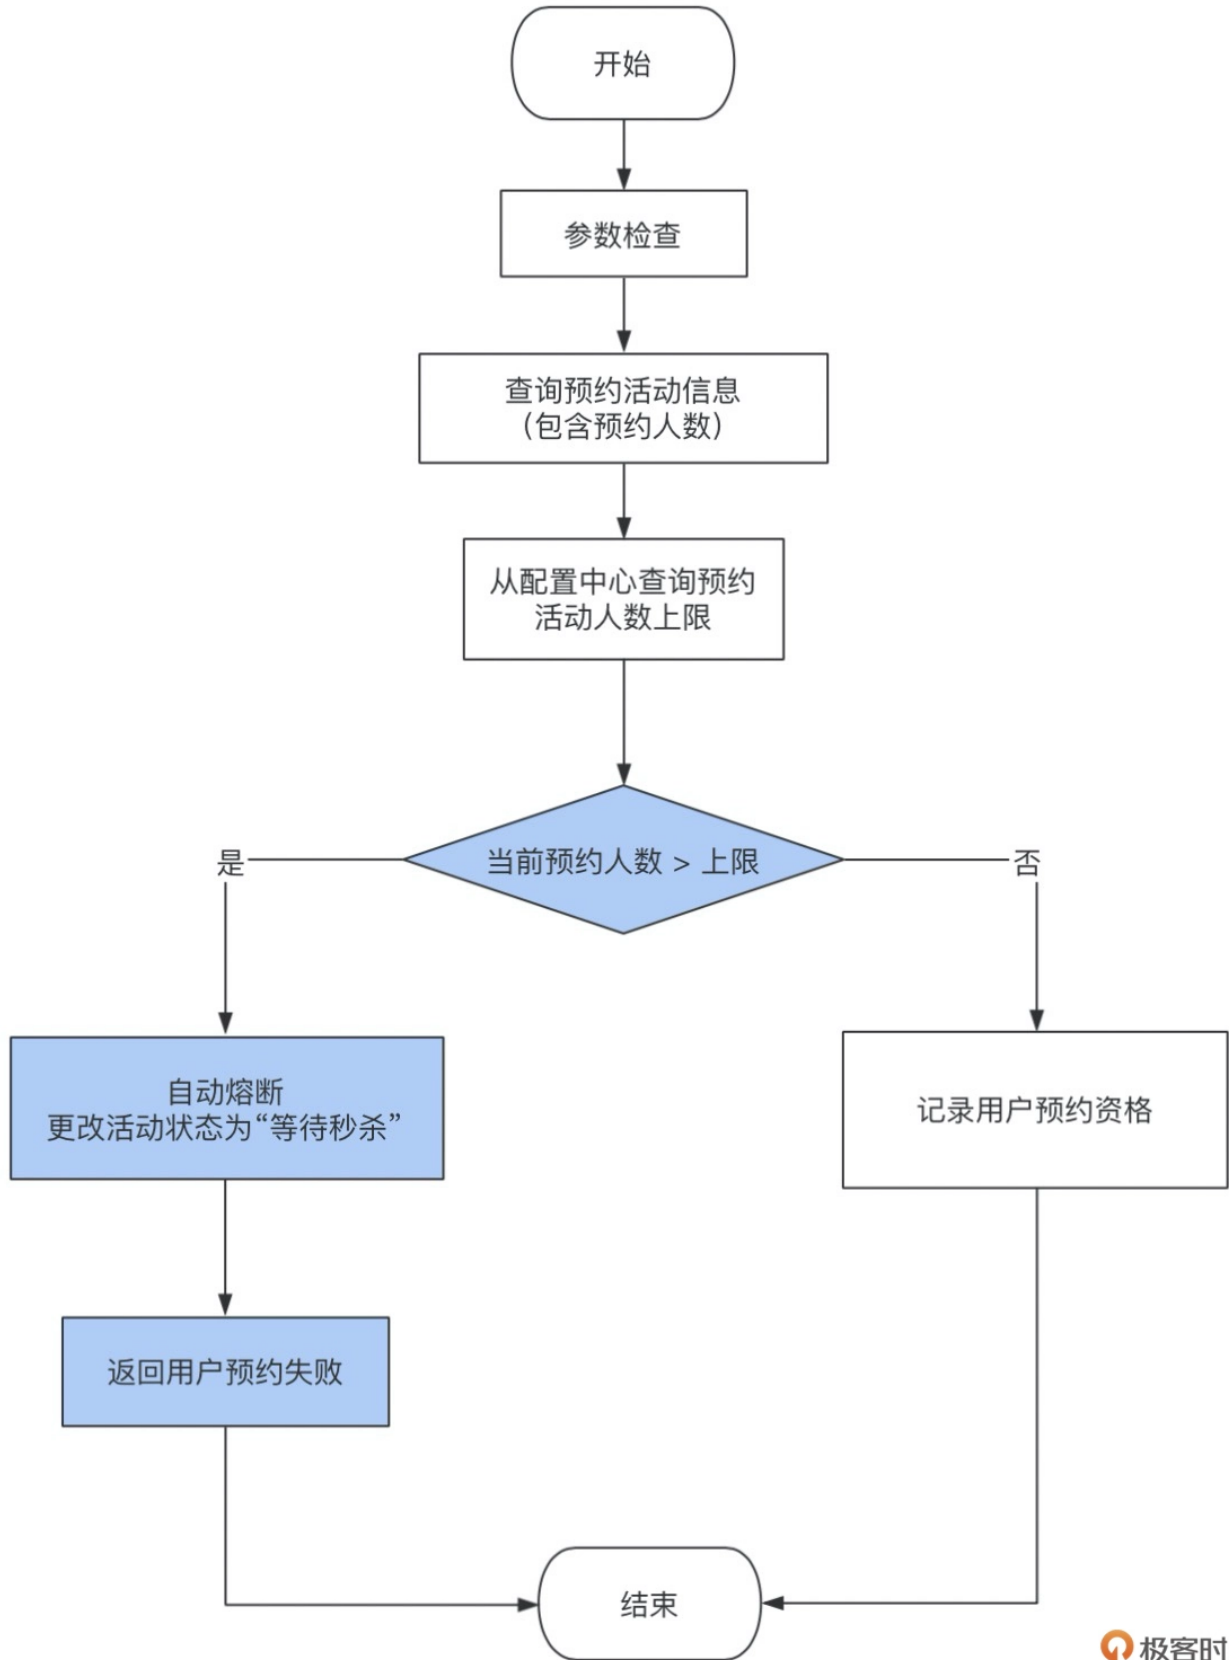 开始
参数检查
查询预约活动信息
（包含预约人数）
从配置中心查询预约
活动人数上限
当前预约人数 > 上限
是
否
自动熔断
更改活动状态为“等待秒杀”
记录用户预约资格
返回用户预约失败
结束
极客时